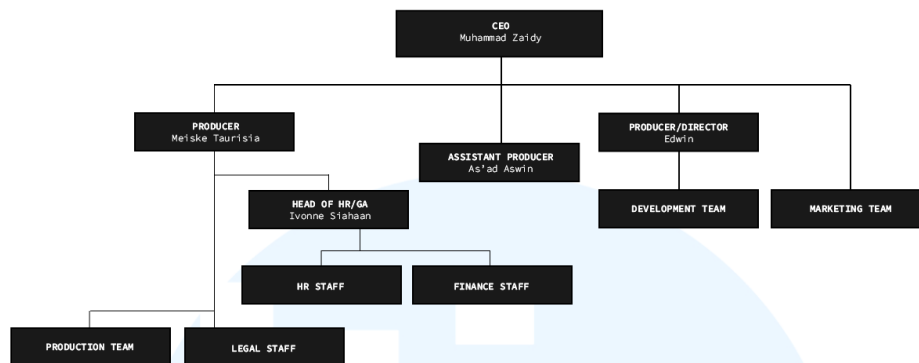 CEO
Muhammad Zaidy
PRODUCER
Meiske Taurisia
PRODUCER/DIRECTOR
Edwin
ASSISTANT PRODUCER
As'ad Aswin
HEAD OF HR/GA
Ivonne Siahaan
DEVELOPMENT TEAM
MARKETING TEAM
HR STAFF
FINANCE STAFF
PRODUCTION TEAM
LEGAL STAFF